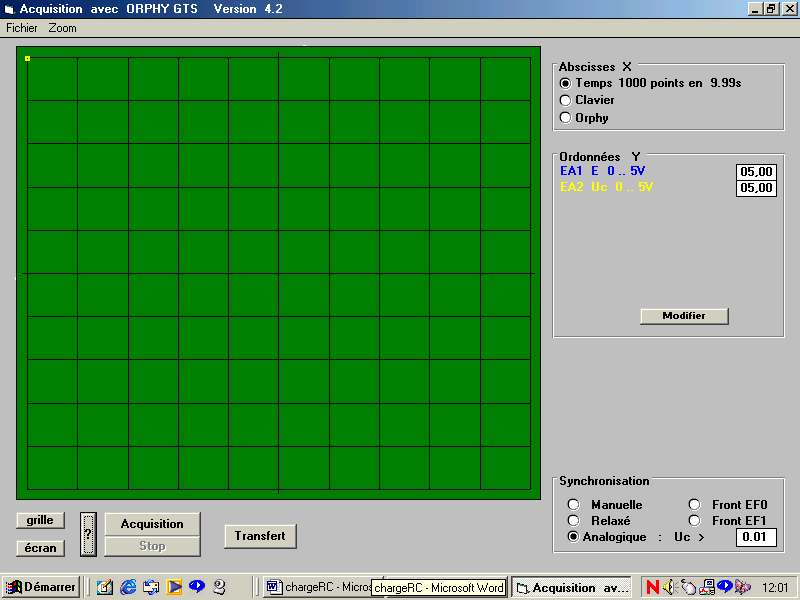 Acquisition avec ORPHY GTS Version 4.2
Fichier Zoom
Abscisses X
Temps 1000 points en 9.99s
Clavier
Orphy
Ordonnées Y
EA1 E 0 .. 5V 05,00
EA2 Uc 0 .. 5V 05,00
Modifier
Synchronisation
Manuelle Front EF0
Relaxé Front EF1
Analogique : Uc > 0.01
grille
écran
?
Acquisition
Stop
Transfert
Démarrer
chargeRC - Micros
chargeRC - Microsoft Word
Acquisition av...
12:01